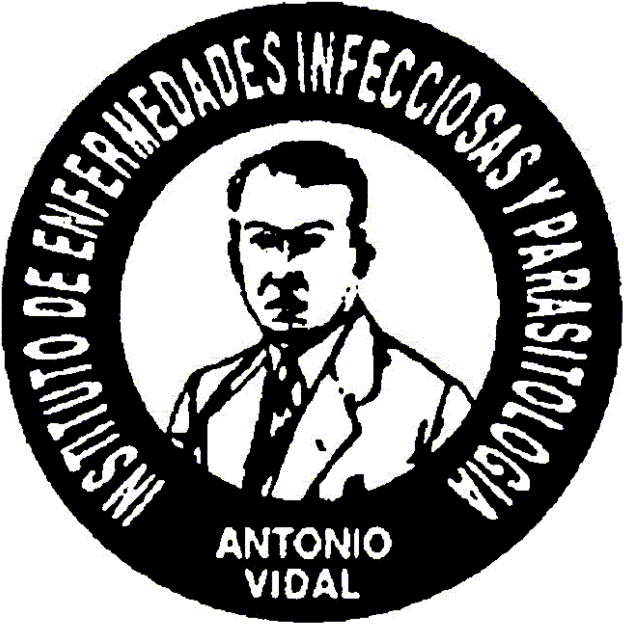 INSTITUTO DE ENFERMEDADES INFECCIOSAS Y PARASITOLOGIA
ANTONIO
VIDAL